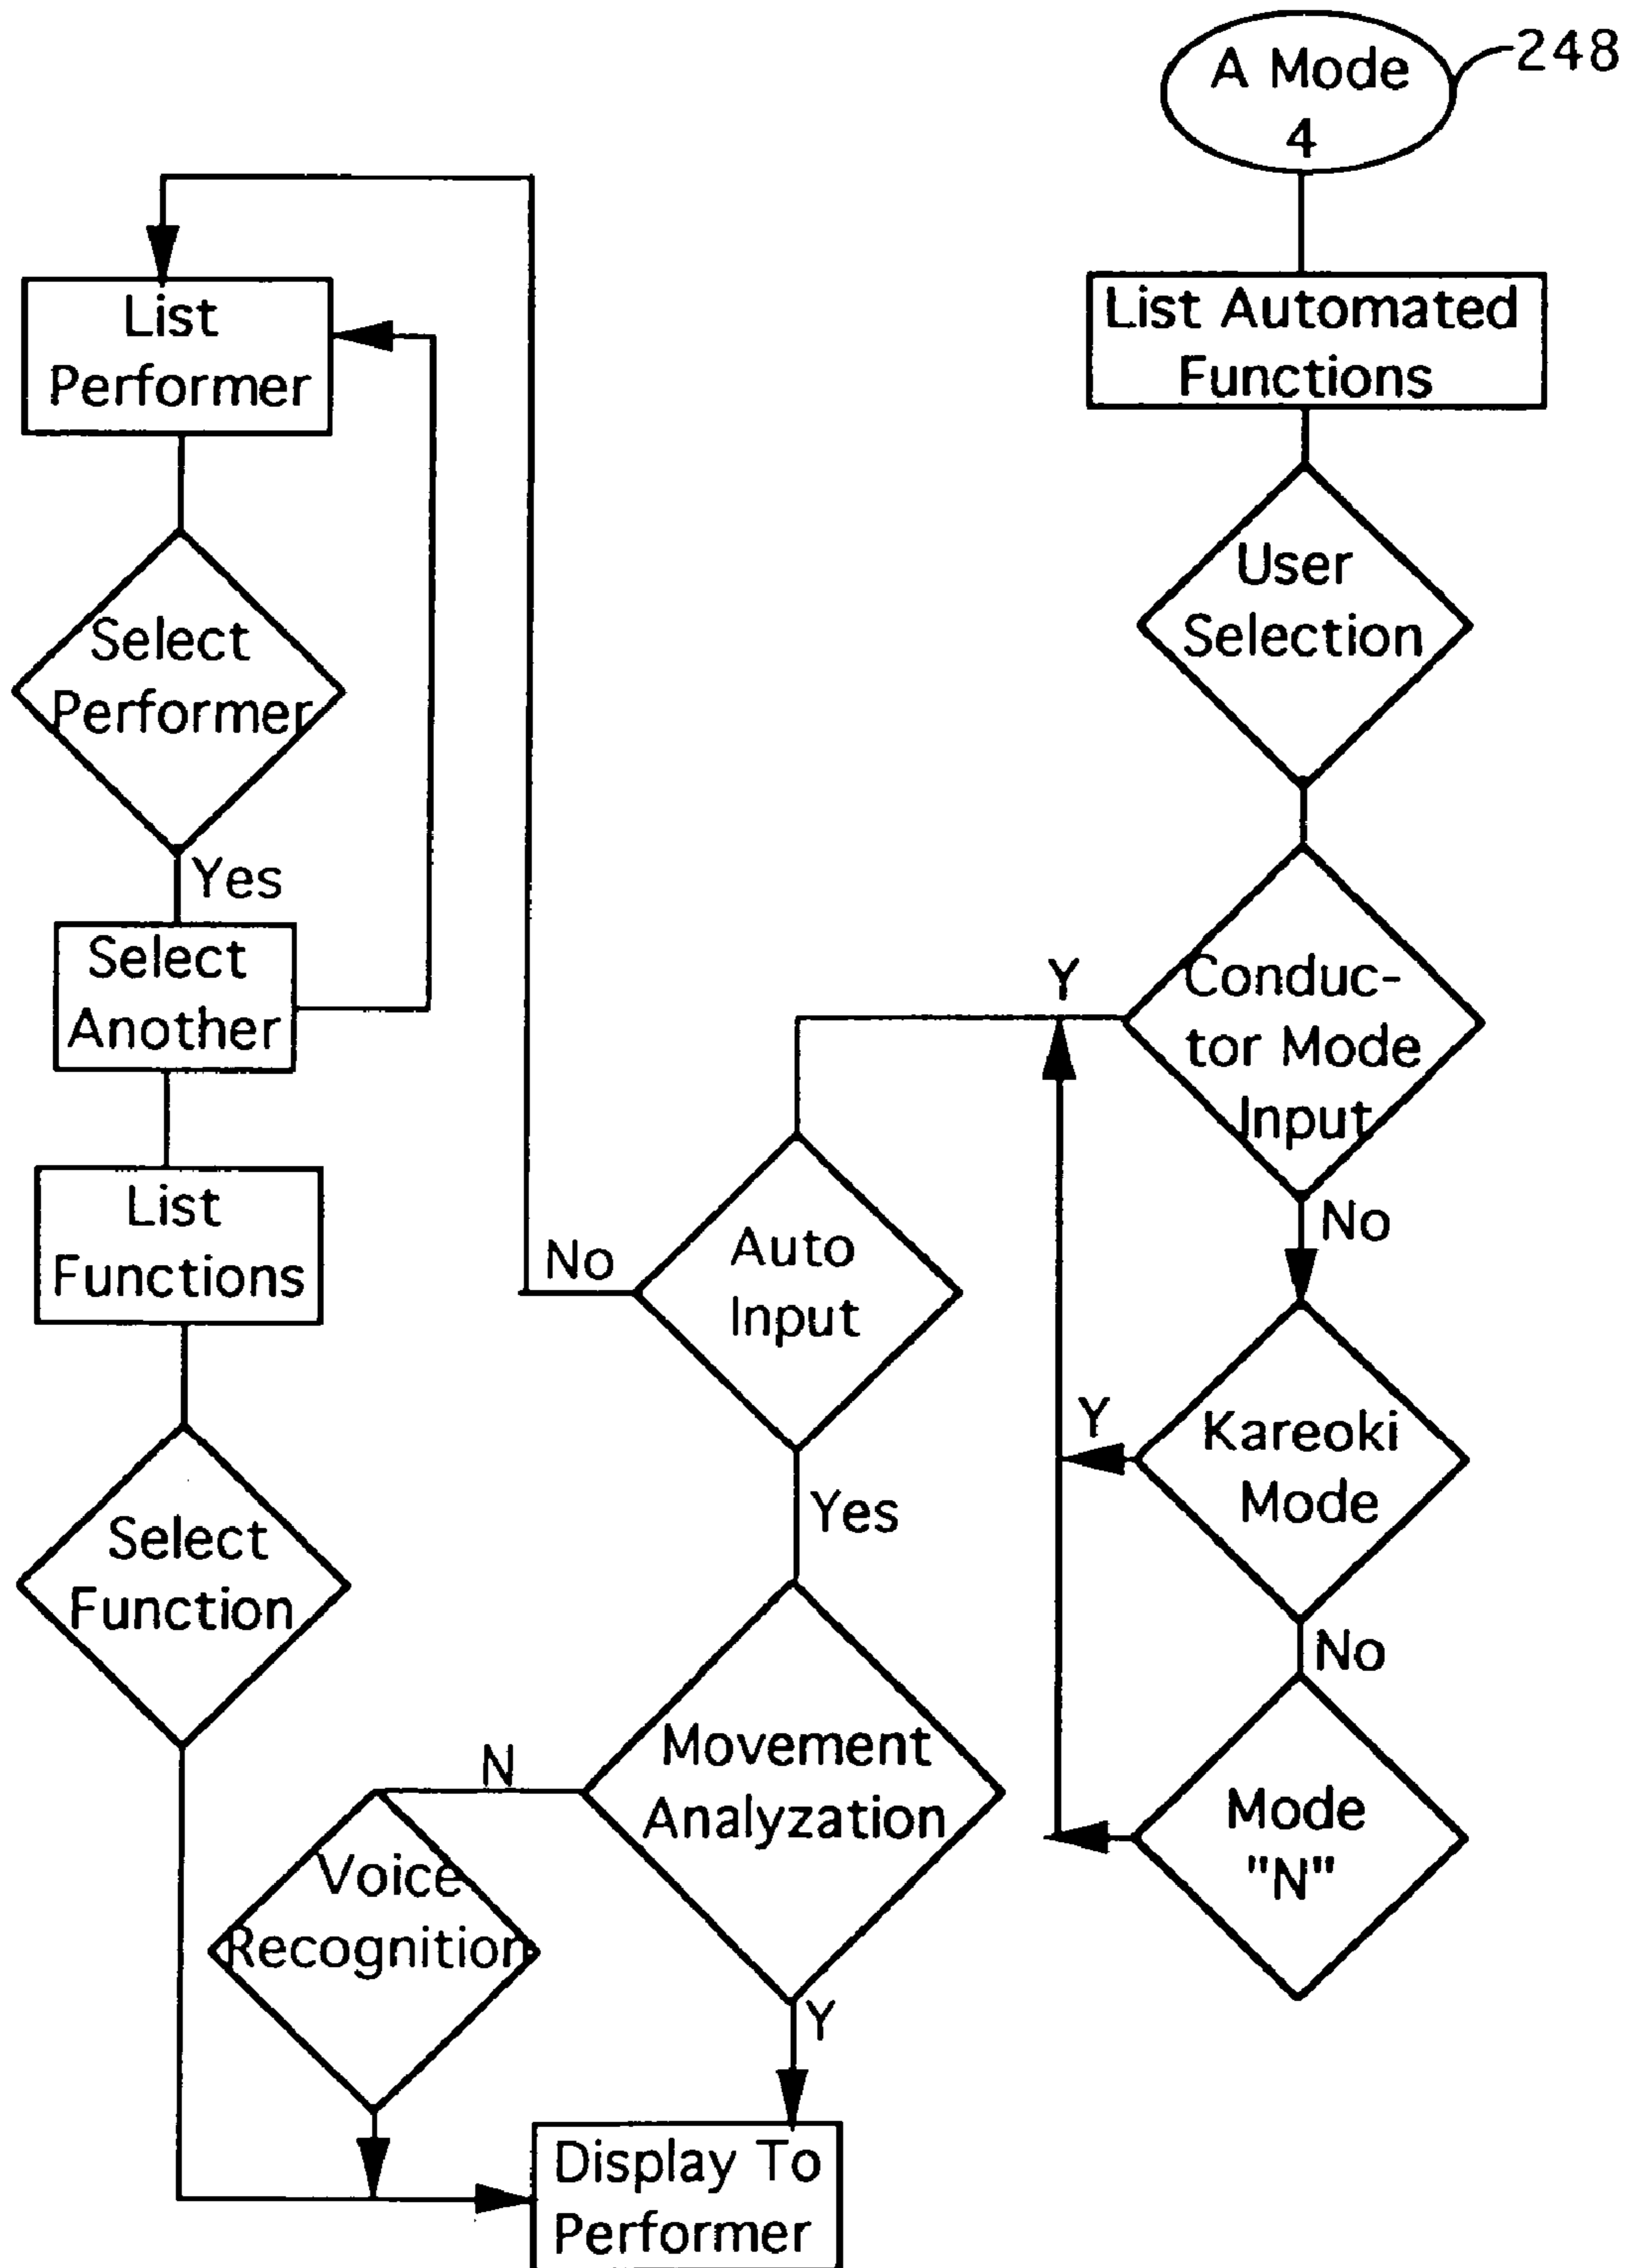 A Mode
4
248
List Automated
Functions
User
Selection
Conduc-
tor Mode
Input
Y
No
Kareoki
Mode
Y
No
Mode
"N"
Auto
Input
No
Yes
Movement
Analyzation
N
Y
Voice
Recognition
List
Performer
Select
Performer
Yes
Select
Another
List
Functions
Select
Function
Display To
Performer